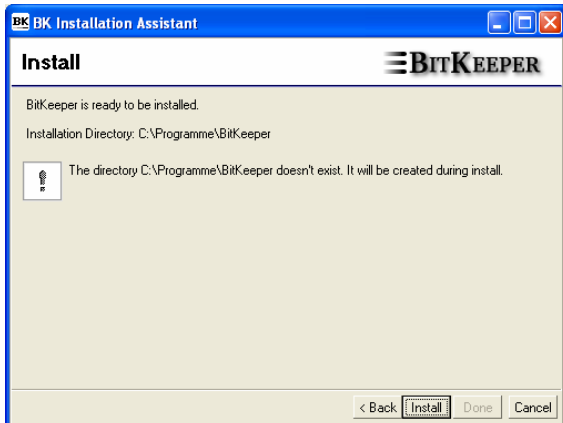 BK BK Installation Assistant
Install
BITKEEPER
BitKeeper is ready to be installed.
Installation Directory: C:\Programme\BitKeeper
! The directory C:\Programme\BitKeeper doesn't exist. It will be created during install.
< Back Install Done Cancel